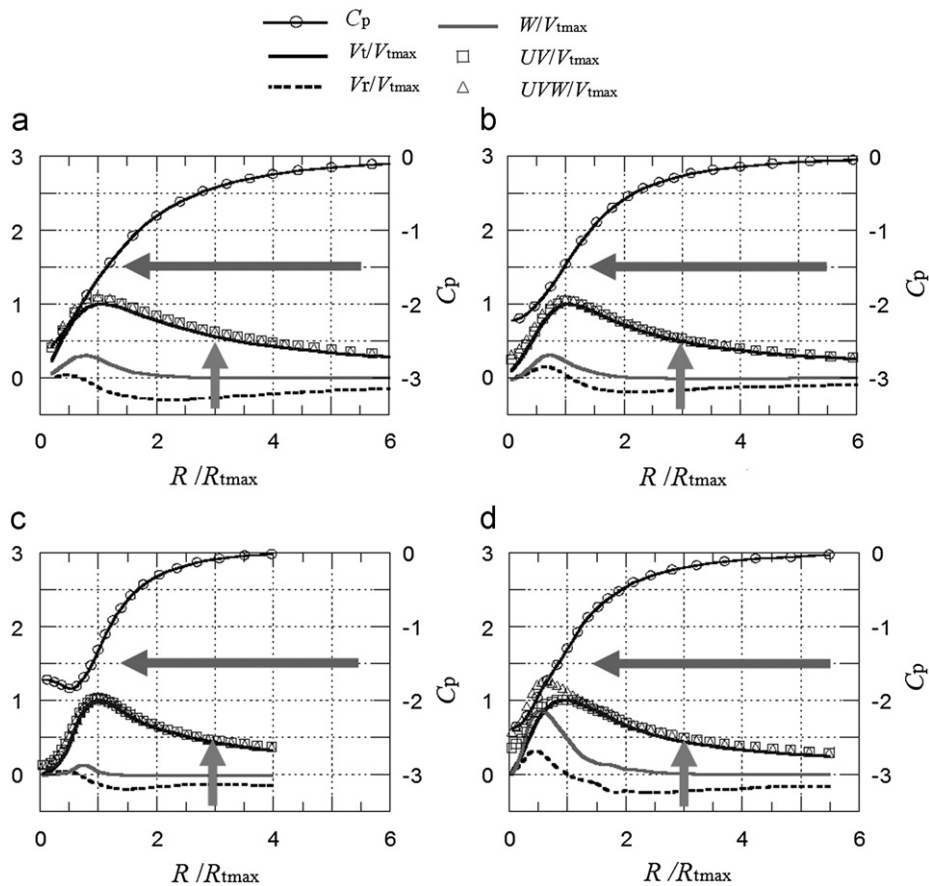 Cp W/Vtmax
Vt/Vtmax UV/Vtmax
Vr/Vtmax UVW/Vtmax
a b
3 0 3 0
2 -1 2 -1
1 -2 1 -2
0 -3 0 -3
Cp Cp
0 2 4 6 0 2 4 6
R /Rtmax R /Rtmax
c d
3 0 3 0
2 -1 2 -1
1 -2 1 -2
0 -3 0 -3
Cp Cp
0 2 4 6 0 2 4 6
R /Rtmax R /Rtmax